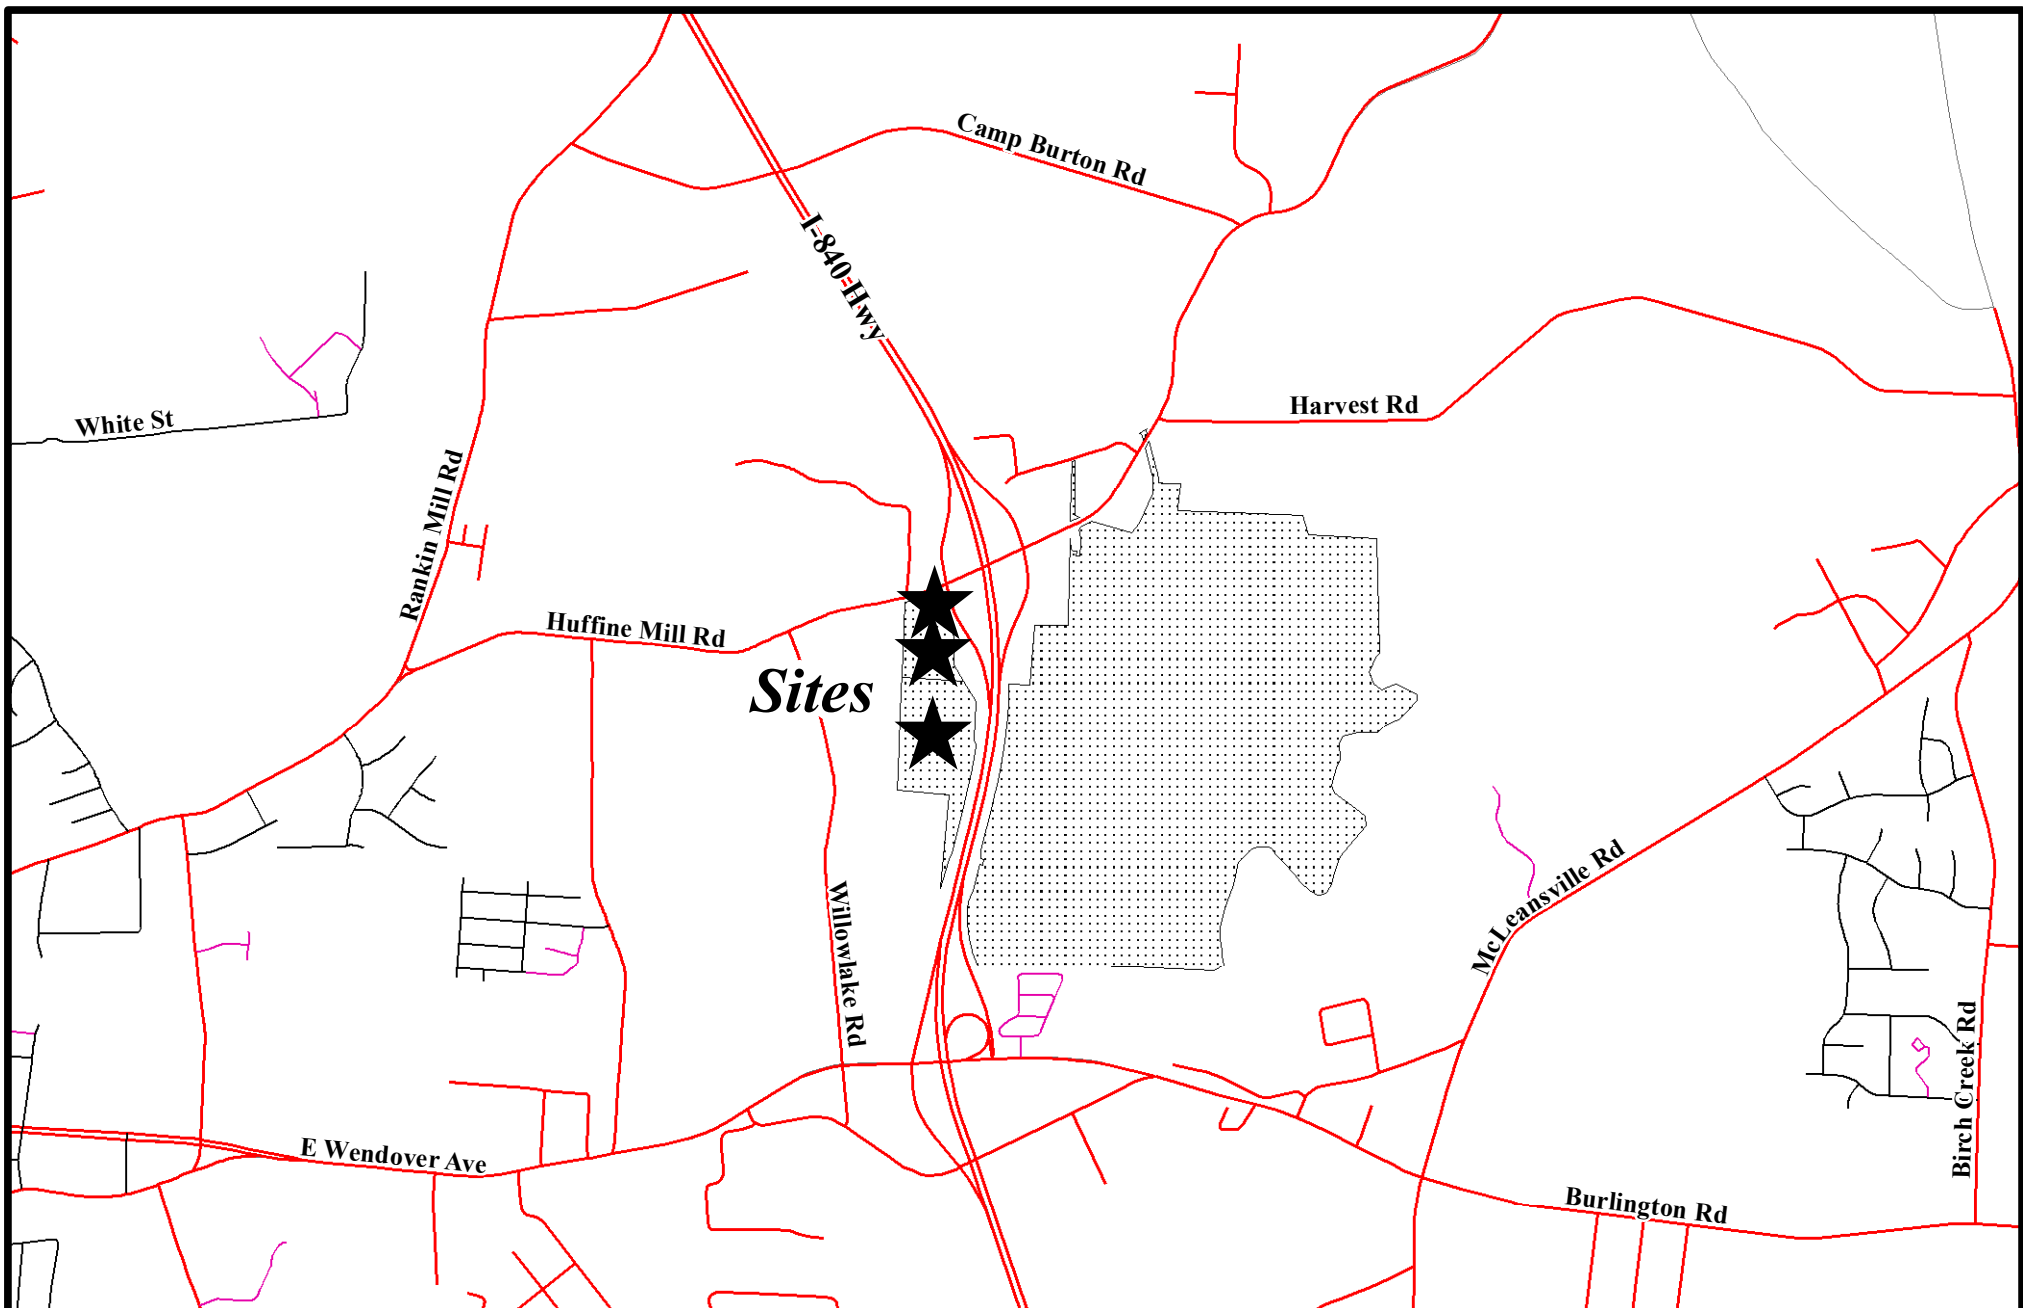 Camp Burton Rd
I-840 Hwy
Harvest Rd
White St
Rankin Mill Rd
Huffine Mill Rd
Sites
McLeansville Rd
Willowlake Rd
Birch Creek Rd
E Wendover Ave
Burlington Rd